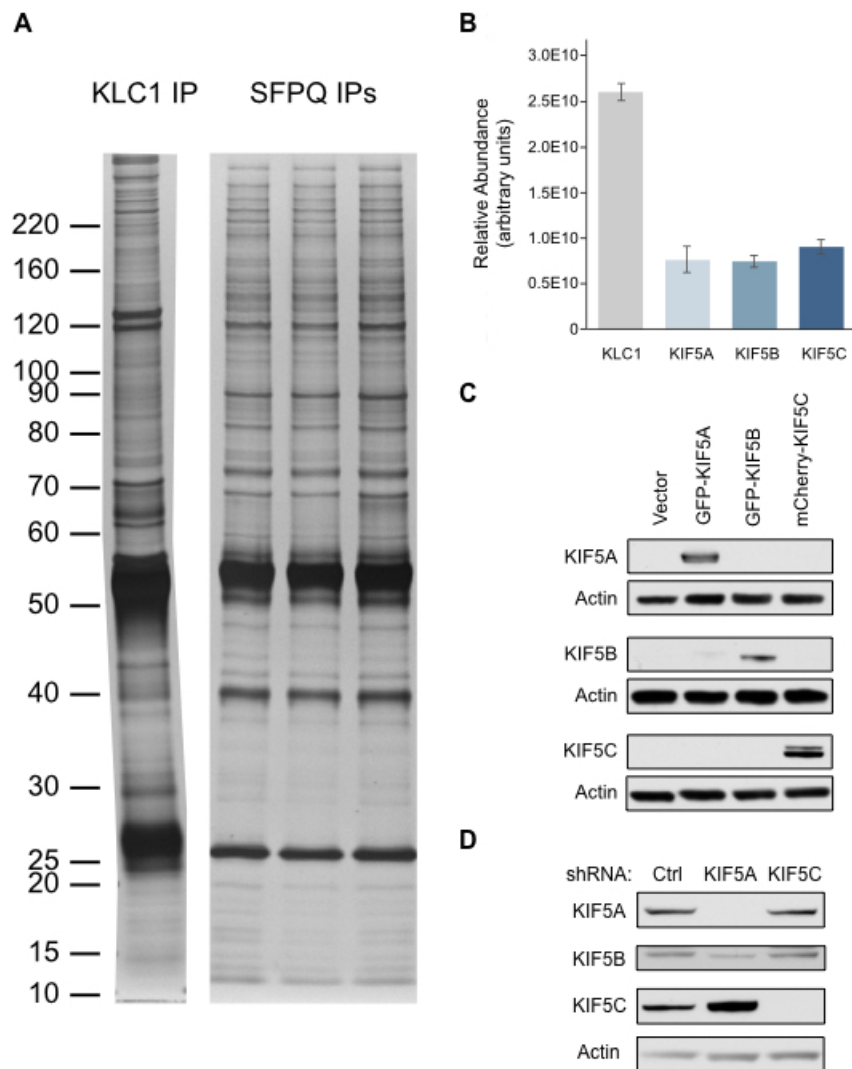 A
KLC1 IP SFPQ IPs
220
160
120
100
90
80
70
60
50
40
30
25
20
15
10
B
Relative Abundance
(arbitrary units)
3.0E10
2.5E10
2.0E10
1.5E10
1.0E10
0.5E10
0
KLC1 KIF5A KIF5B KIF5C
C
Vector
GFP-KIF5A
GFP-KIF5B
mCherry-KIF5C
KIF5A
Actin
KIF5B
Actin
KIF5C
Actin
D
shRNA: Ctrl KIF5A KIF5C
KIF5A
KIF5B
KIF5C
Actin